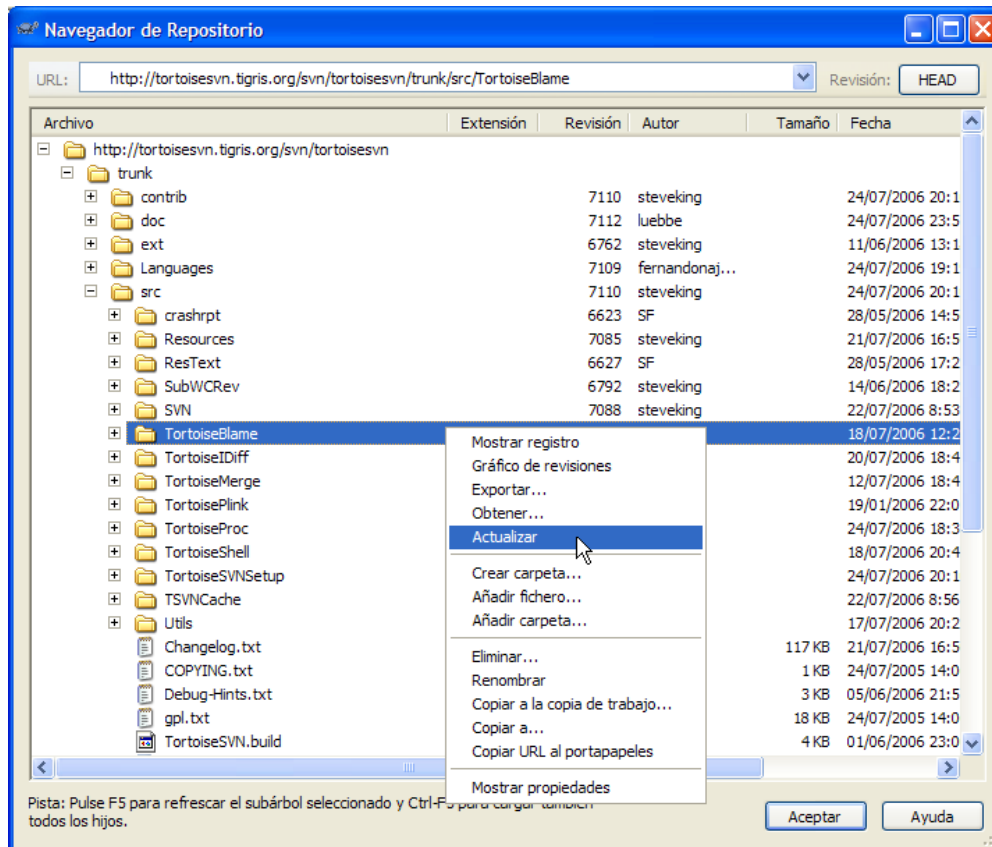 Navegador de Repositorio
URL: http://tortoisesvn.tigris.org/svn/tortoisesvn/trunk/src/TortoiseBlame Revisión: HEAD
Archivo Extensión Revisión Autor Tamaño Fecha
http://tortoisesvn.tigris.org/svn/tortoisesvn
trunk
contrib 7110 steveking 24/07/2006 20:1
doc 7112 luebbe 24/07/2006 23:5
ext 6762 steveking 11/06/2006 13:1
Languages 7109 fernandonaj... 24/07/2006 19:1
src 7110 steveking 24/07/2006 20:1
crashrpt 6623 SF 28/05/2006 14:5
Resources 7085 steveking 21/07/2006 16:5
ResText 6627 SF 28/05/2006 17:2
SubWCRev 6792 steveking 14/06/2006 18:2
SVN 7088 steveking 22/07/2006 8:53
TortoiseBlame 18/07/2006 12:2
TortoiseIDiff 20/07/2006 18:4
TortoiseMerge 12/07/2006 18:4
TortoisePlink 19/01/2006 22:0
TortoiseProc 24/07/2006 18:3
TortoiseShell 18/07/2006 20:4
TortoiseSVNSetup 24/07/2006 20:1
TSVNCache 22/07/2006 8:56
Utils 17/07/2006 20:2
Changelog.txt 117 KB 21/07/2006 16:5
COPYING.txt 1 KB 24/07/2005 14:0
Debug-Hints.txt 3 KB 05/06/2006 21:5
gpl.txt 18 KB 24/07/2005 14:0
TortoiseSVN.build 4 KB 01/06/2006 23:0
Mostrar registro
Gráfico de revisiones
Exportar...
Obtener...
Actualizar
Crear carpeta...
Añadir fichero...
Añadir carpeta...
Eliminar...
Renombrar
Copiar a la copia de trabajo...
Copiar a...
Copiar URL al portapapeles
Mostrar propiedades
Pista: Pulse F5 para refrescar el subárbol seleccionado y Ctrl-F5 para cargar también
todos los hijos.
Aceptar Ayuda